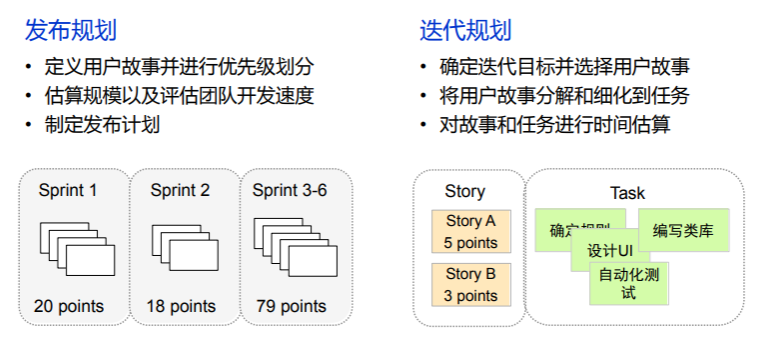 发布规划
• 定义用户故事并进行优先级划分
• 估算规模以及评估团队开发速度
• 制定发布计划
Sprint 1
Sprint 2
Sprint 3-6
20 points
18 points
79 points
迭代规划
• 确定迭代目标并选择用户故事
• 将用户故事分解和细化到任务
• 对故事和任务进行时间估算
Story
Task
Story A
5 points
Story B
3 points
确定规则
编写类库
设计UI
自动化测
试